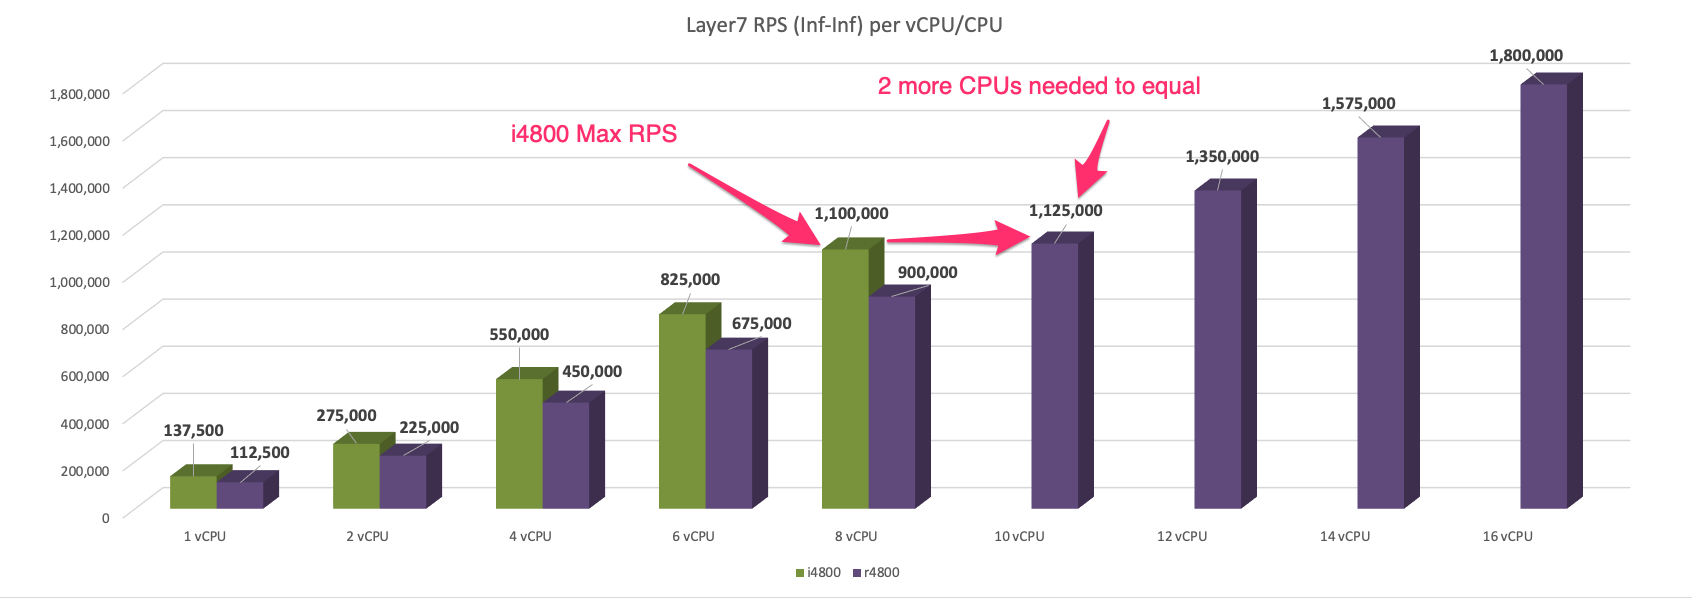 Layer7 RPS (Inf-Inf) per vCPU/CPU
1,800,000
2 more CPUs needed to equal
1,800,000
1,575,000
i4800 Max RPS
1,600,000
1,350,000
1,400,000
1,100,000
1,125,000
1,200,000
900,000
825,000
1,000,000
675,000
800,000
550,000
450,000
600,000
275,000
225,000
400,000
137,500
112,500
200,000
0
1 vCPU
2 vCPU
4 vCPU
6 vCPU
8 vCPU
10 vCPU
12 vCPU
14 vCPU
16 vCPU
i4800
r4800